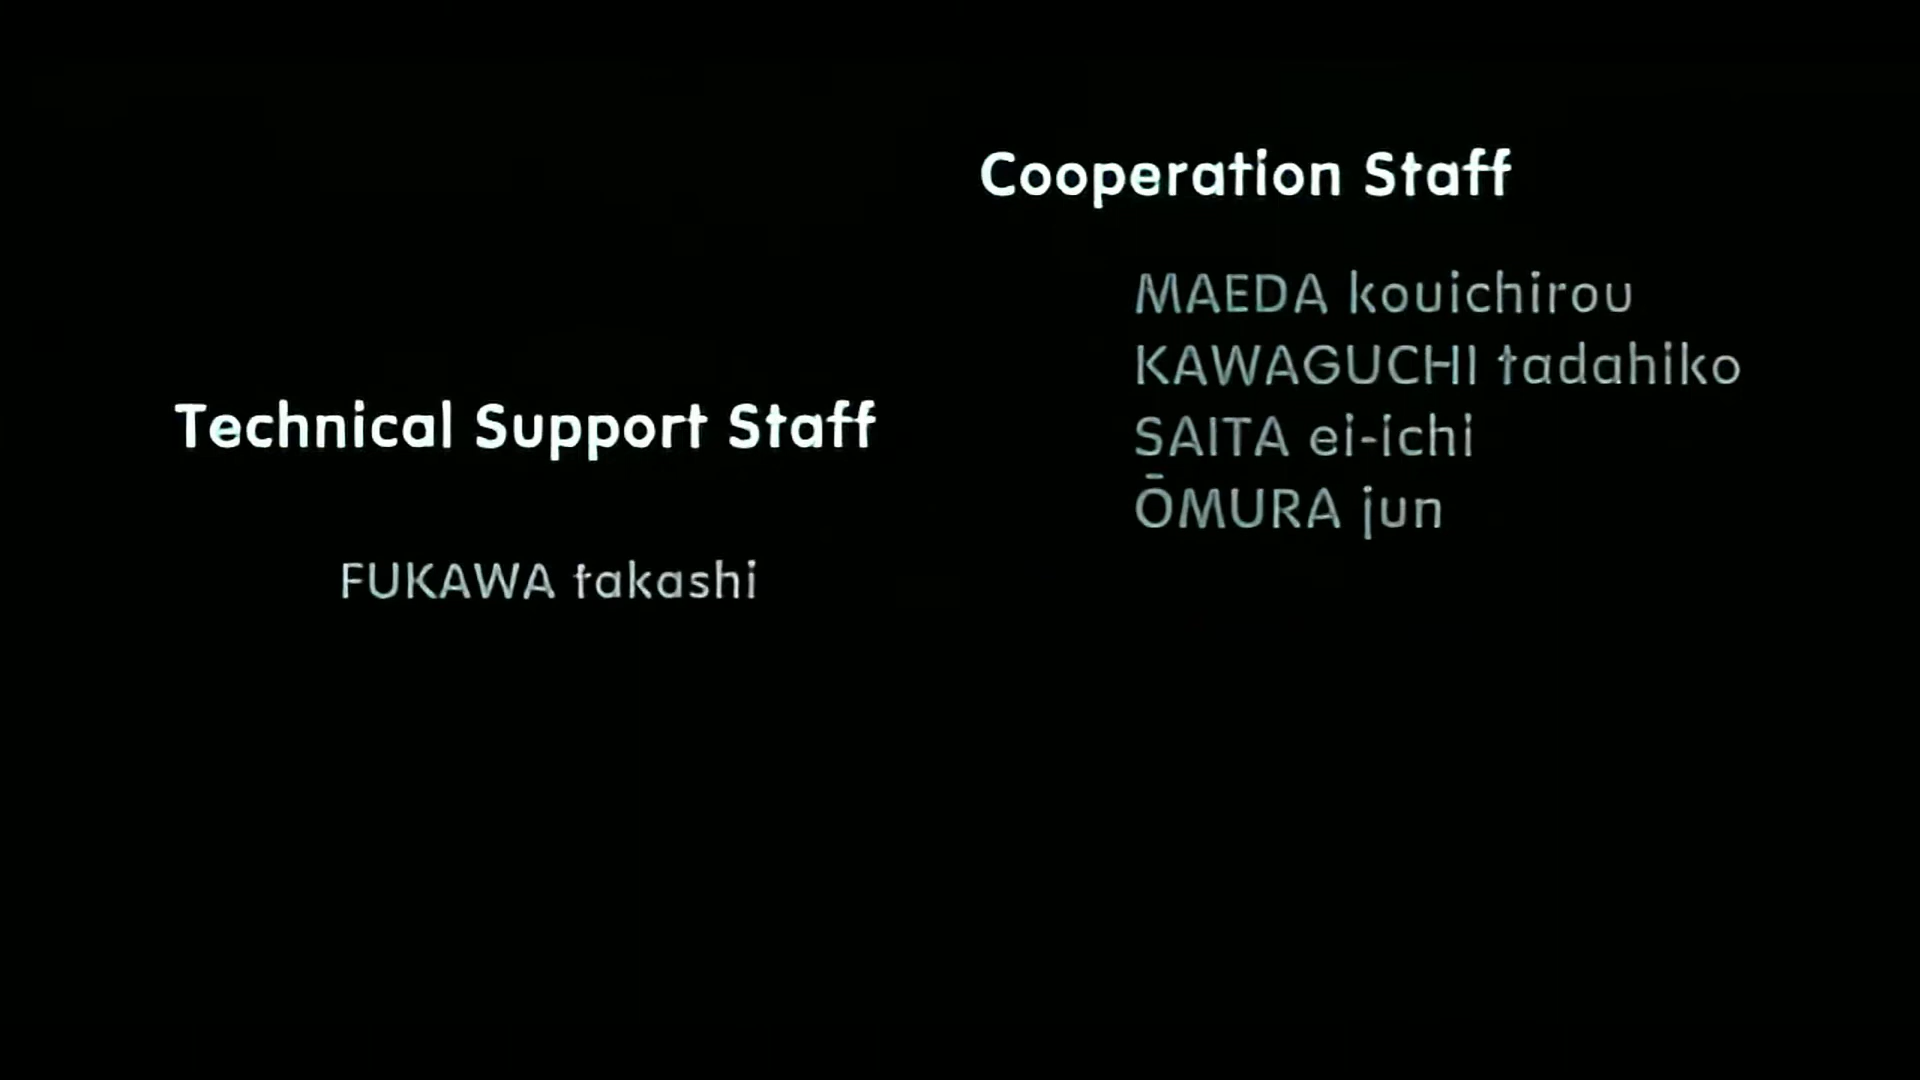 Technical Support Staff
FUKAWA takashi
Cooperation Staff
MAEDA kouichirou
KAWAGUCHI tadahiko
SAITA ei-ichi
ŌMURA jun